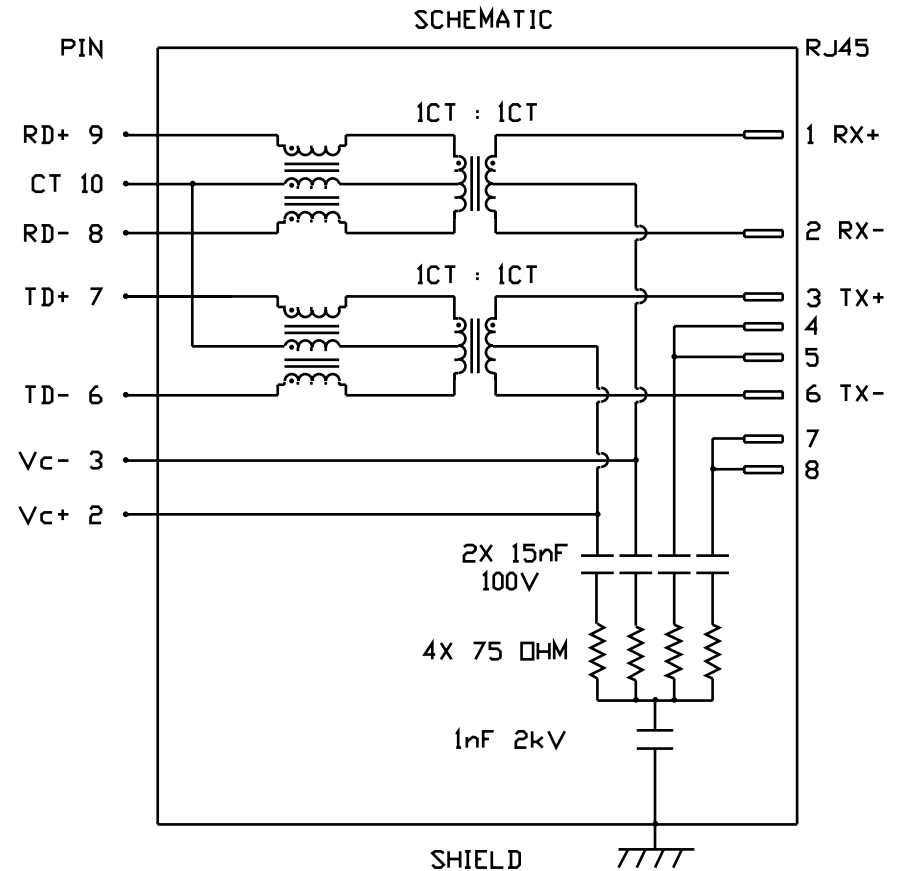 SCHEMATIC
PIN RJ45
1CT : 1CT
RD+ 9 1 RX+
CT 10
RD- 8 2 RX-
1CT : 1CT
TD+ 7 3 TX+
4
5
TD- 6 6 TX-
7
Vc- 3
8
Vc+ 2
2X 15nF
100V
4X 75 OHM
1nF 2kV
SHIELD